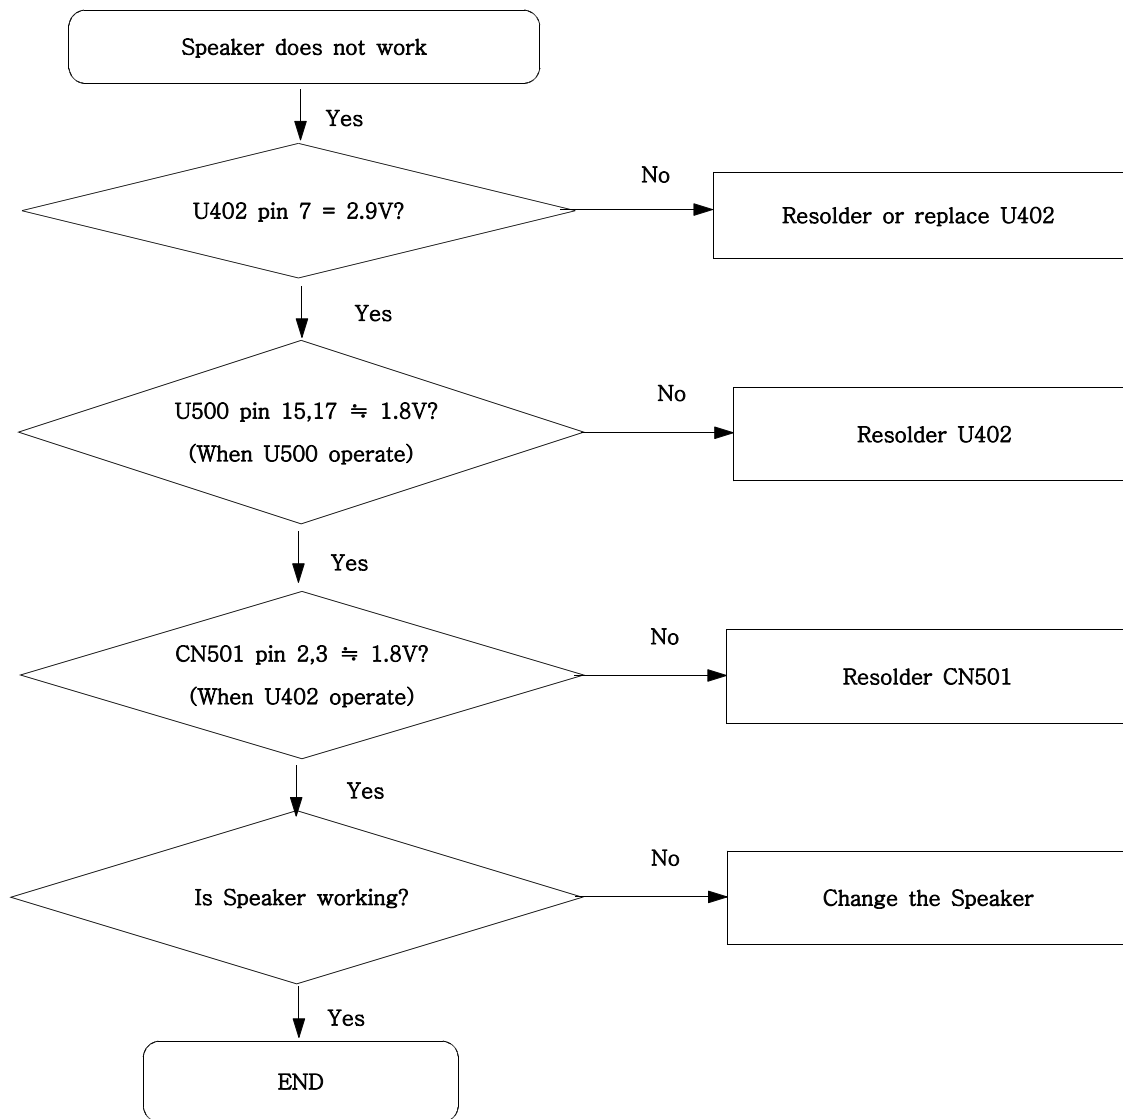 Speaker does not work
Yes
No
U402 pin 7 = 2.9V?
Resolder or replace U402
Yes
No
U500 pin 15,17 ≒ 1.8V?
(When U500 operate)
Resolder U402
Yes
No
CN501 pin 2,3 ≒ 1.8V?
(When U402 operate)
Resolder CN501
Yes
No
Is Speaker working?
Change the Speaker
Yes
END